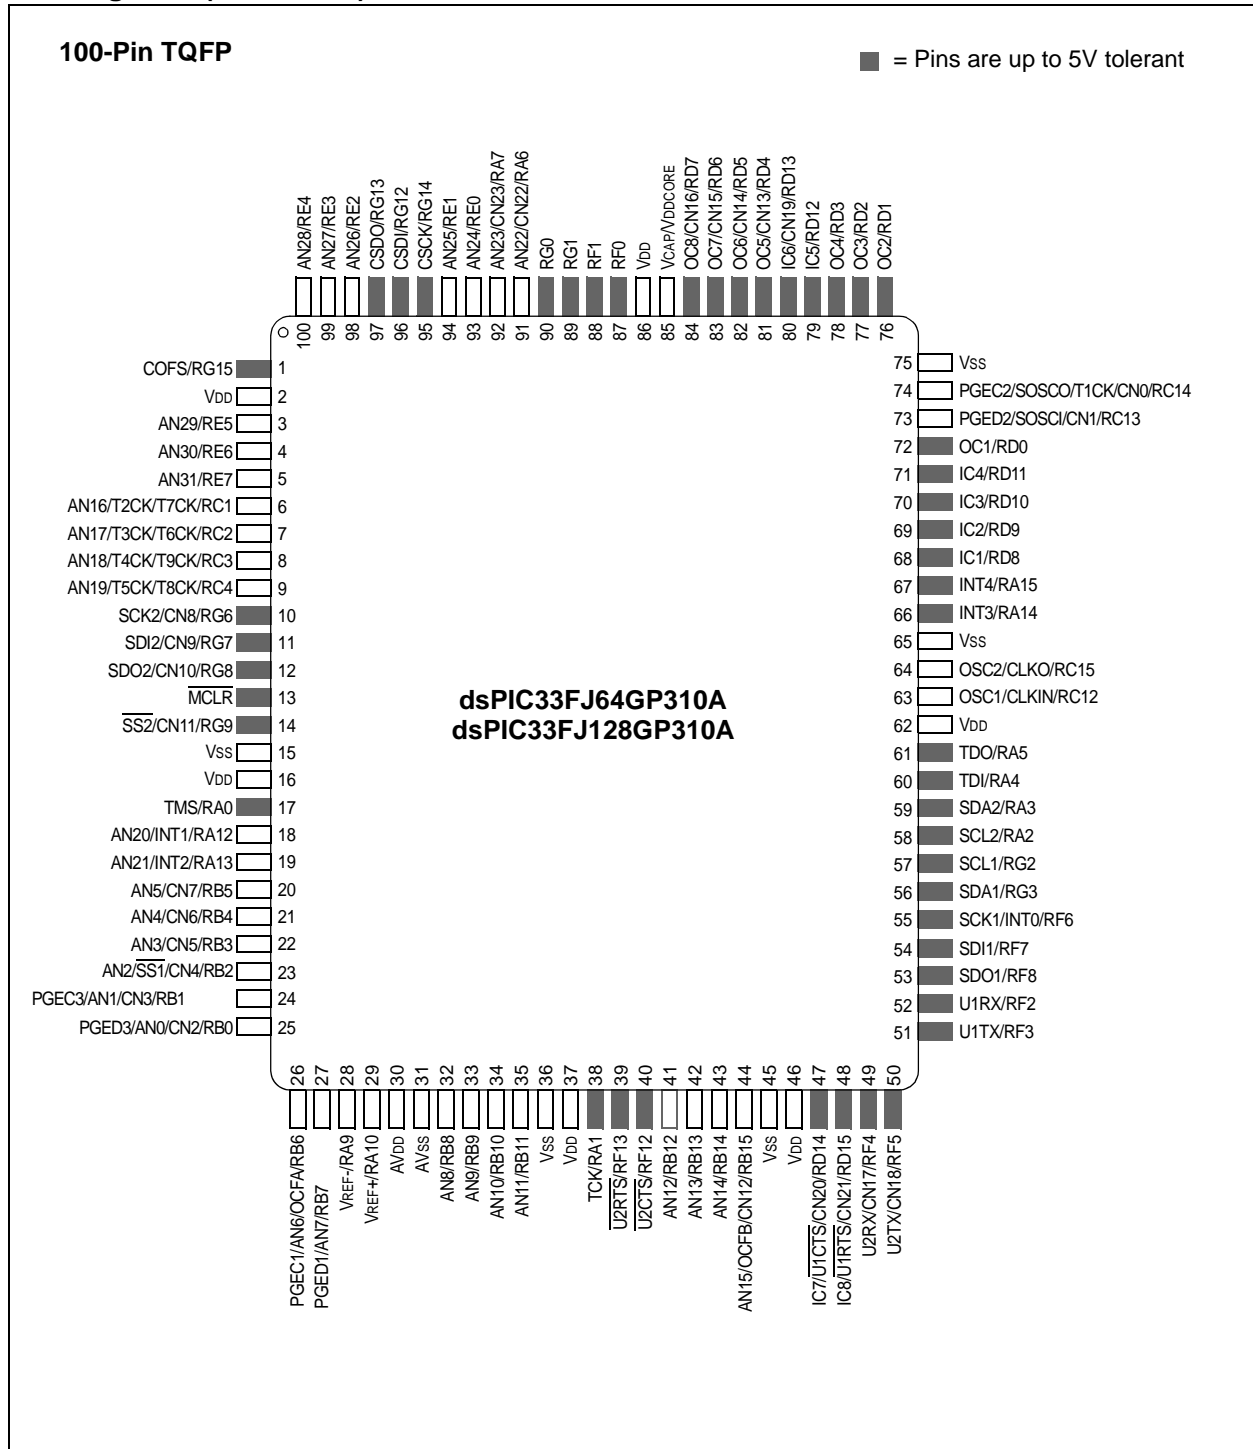 100-Pin TQFP
= Pins are up to 5V tolerant
AN28/RE4
AN27/RE3
AN26/RE2
CSDO/RG13
CSDI/RG12
CSCK/RG14
AN25/RE1
AN24/RE0
AN23/CN23/RA7
AN22/CN22/RA6
RG0
RG1
RF1
RF0
VDD
VCAP/VDDCORE
OC8/CN16/RD7
OC7/CN15/RD6
OC6/CN14/RD5
OC5/CN13/RD4
IC6/CN19/RD13
IC5/RD12
OC4/RD3
OC3/RD2
OC2/RD1
100 99 98 97 96 95 94 93 92 91 90 89 88 87 86 85 84 83 82 81 80 79 78 77 76
COFS/RG15 1
VDD 2
AN29/RE5 3
AN30/RE6 4
AN31/RE7 5
AN16/T2CK/T7CK/RC1 6
AN17/T3CK/T6CK/RC2 7
AN18/T4CK/T9CK/RC3 8
AN19/T5CK/T8CK/RC4 9
SCK2/CN8/RG6 10
SDI2/CN9/RG7 11
SDO2/CN10/RG8 12
MCLR 13
SS2/CN11/RG9 14
VSS 15
VDD 16
TMS/RA0 17
AN20/INT1/RA12 18
AN21/INT2/RA13 19
AN5/CN7/RB5 20
AN4/CN6/RB4 21
AN3/CN5/RB3 22
AN2/SS1/CN4/RB2 23
PGEC3/AN1/CN3/RB1 24
PGED3/AN0/CN2/RB0 25
dsPIC33FJ64GP310A
dsPIC33FJ128GP310A
75 VSS
74 PGEC2/SOSCO/T1CK/CN0/RC14
73 PGED2/SOSCI/CN1/RC13
72 OC1/RD0
71 IC4/RD11
70 IC3/RD10
69 IC2/RD9
68 IC1/RD8
67 INT4/RA15
66 INT3/RA14
65 VSS
64 OSC2/CLKO/RC15
63 OSC1/CLKIN/RC12
62 VDD
61 TDO/RA5
60 TDI/RA4
59 SDA2/RA3
58 SCL2/RA2
57 SCL1/RG2
56 SDA1/RG3
55 SCK1/INT0/RF6
54 SDI1/RF7
53 SDO1/RF8
52 U1RX/RF2
51 U1TX/RF3
26 27 28 29 30 31 32 33 34 35 36 37 38 39 40 41 42 43 44 45 46 47 48 49 50
PGEC1/AN6/OCFA/RB6
PGED1/AN7/RB7
VREF-/RA9
VREF+/RA10
AVDD
AVSS
AN8/RB8
AN9/RB9
AN10/RB10
AN11/RB11
VSS
VDD
TCK/RA1
U2RTS/RF13
U2CTS/RF12
AN12/RB12
AN13/RB13
AN14/RB14
AN15/OCFB/CN12/RB15
VSS
VDD
IC7/U1CTS/CN20/RD14
IC8/U1RTS/CN21/RD15
U2RX/CN17/RF4
U2TX/CN18/RF5